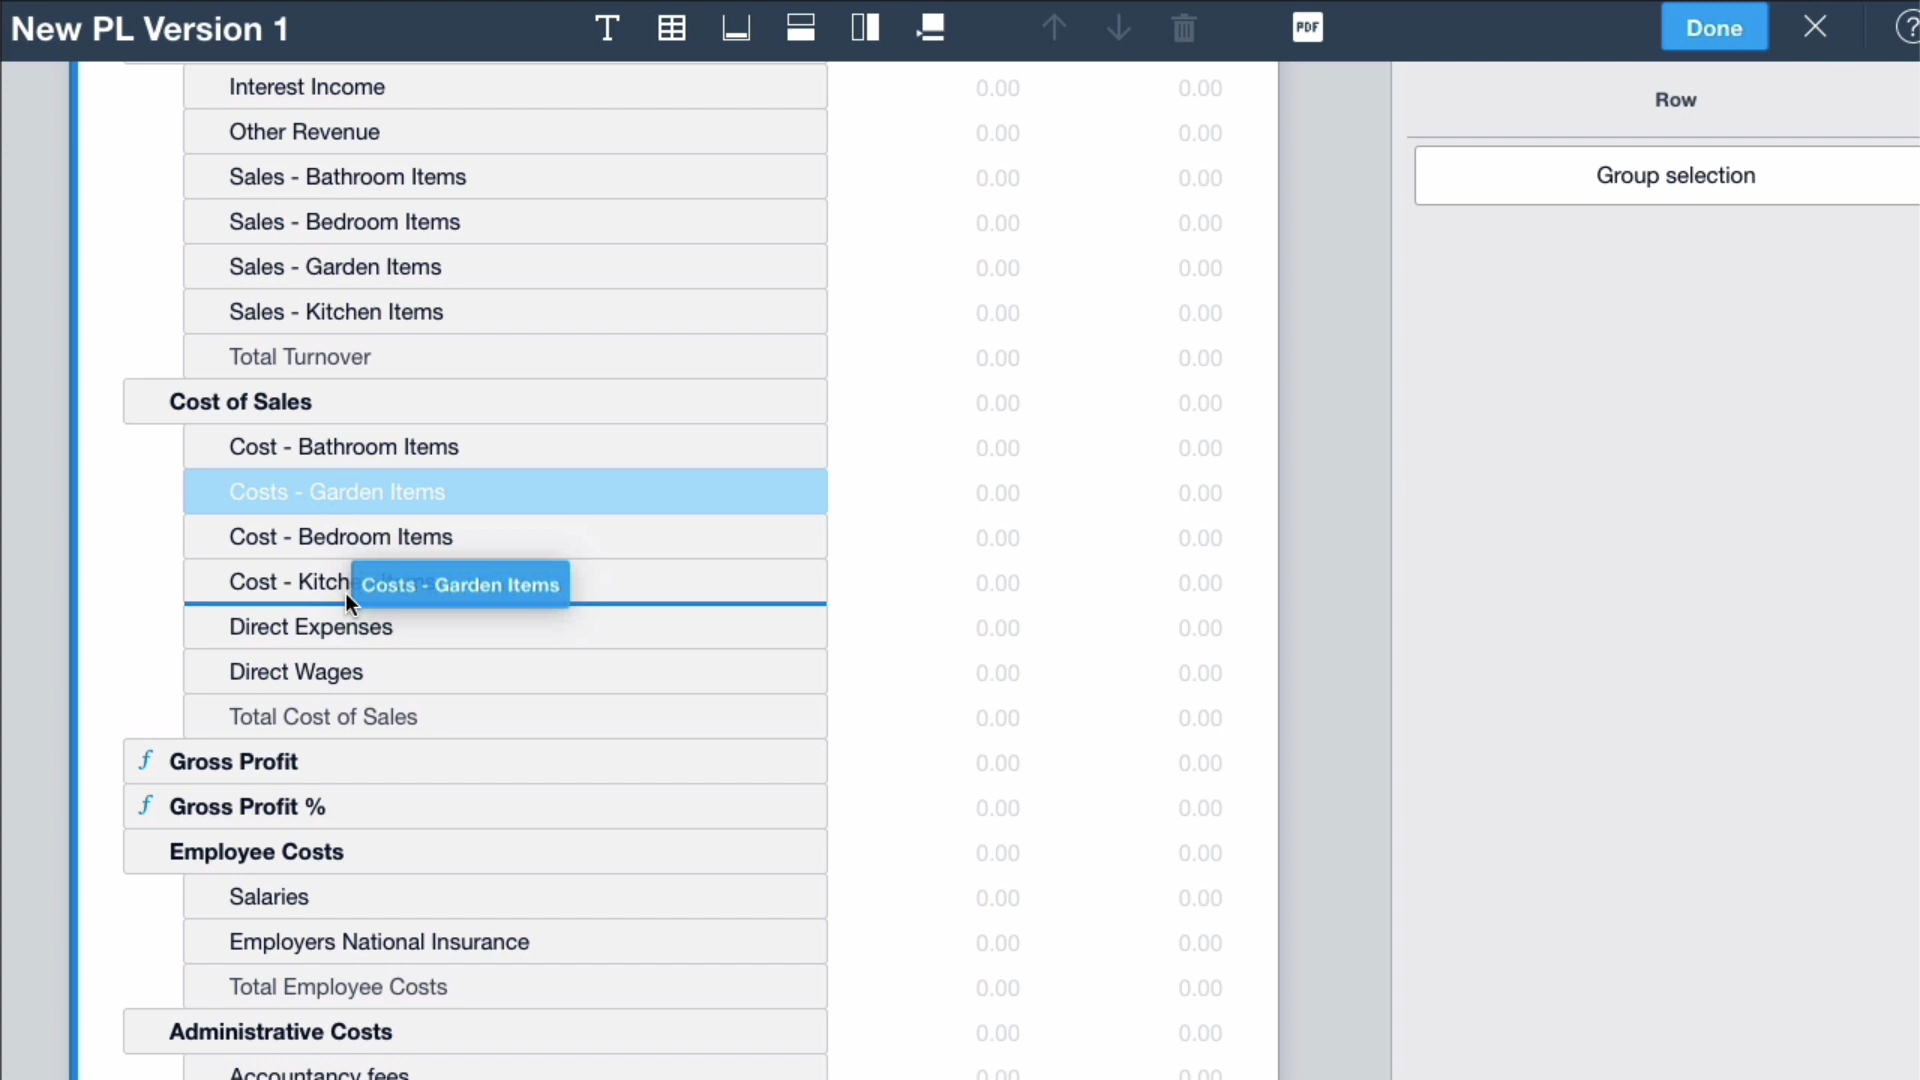 New PL Version 1
T
PDF
Done
?
Interest Income 0.00 0.00
Other Revenue 0.00 0.00
Sales - Bathroom Items 0.00 0.00
Sales - Bedroom Items 0.00 0.00
Sales - Garden Items 0.00 0.00
Sales - Kitchen Items 0.00 0.00
Total Turnover 0.00 0.00
Cost of Sales 0.00 0.00
Cost - Bathroom Items 0.00 0.00
Costs - Garden Items 0.00 0.00
Cost - Bedroom Items 0.00 0.00
Cost - Kitche 0.00 0.00
Costs - Garden Items
Direct Expenses 0.00 0.00
Direct Wages 0.00 0.00
Total Cost of Sales 0.00 0.00
f Gross Profit 0.00 0.00
f Gross Profit % 0.00 0.00
Employee Costs 0.00 0.00
Salaries 0.00 0.00
Employers National Insurance 0.00 0.00
Total Employee Costs 0.00 0.00
Administrative Costs 0.00 0.00
Accountancy fees 0.00 0.00
Row
Group selection